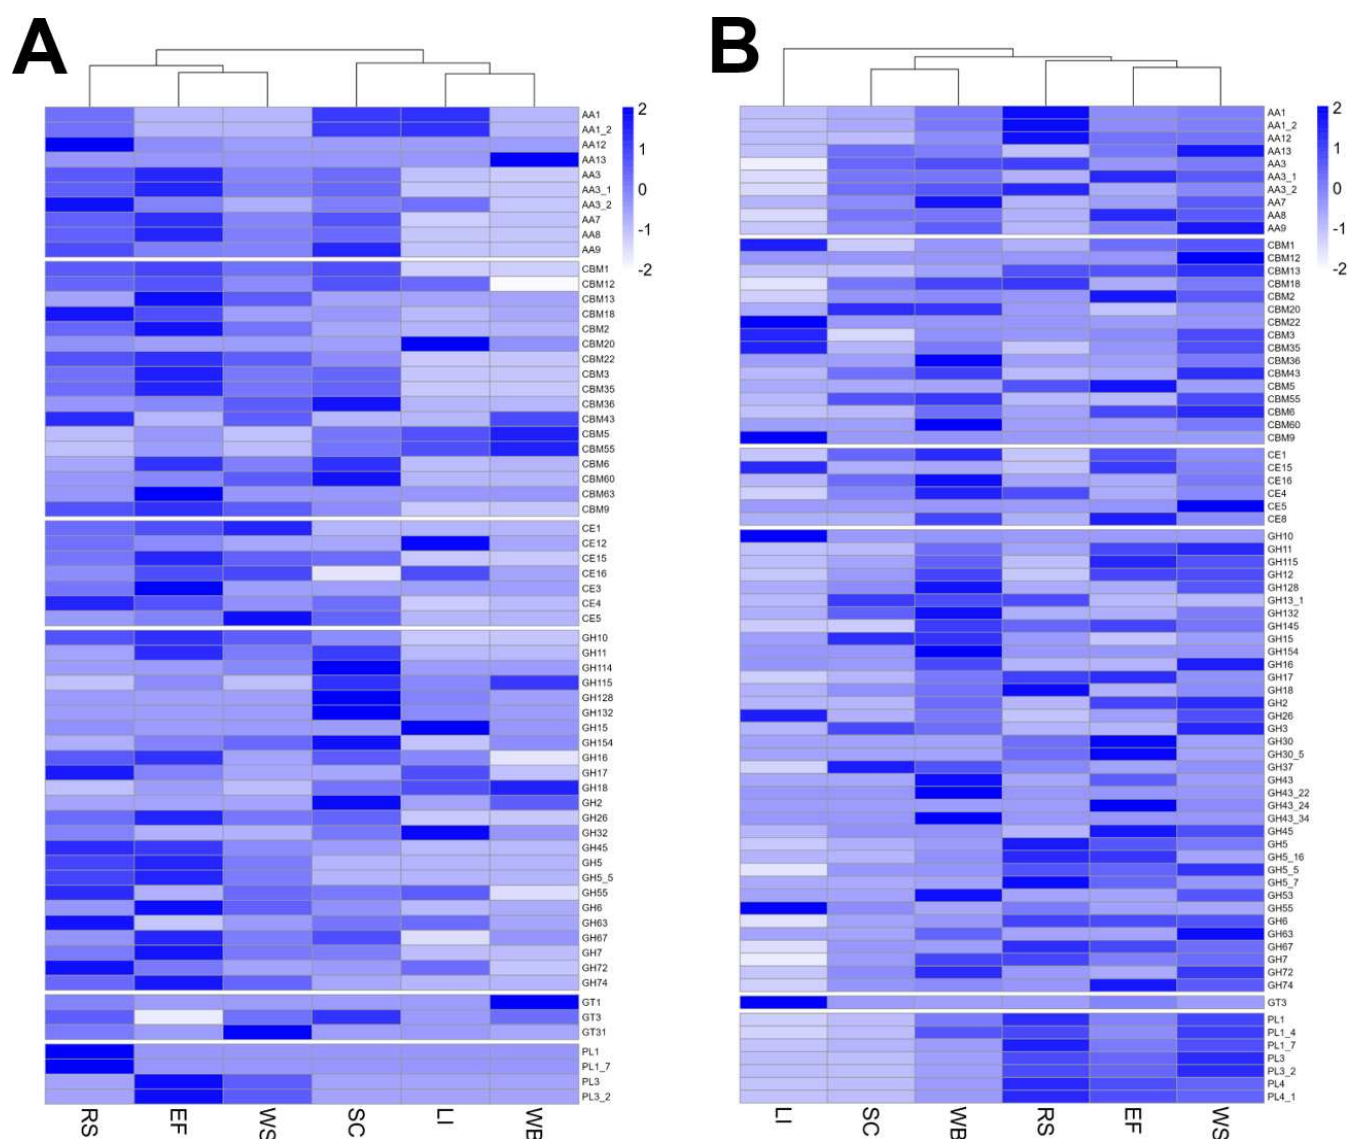 A
AA1
AA1_2
AA12
AA13
AA3
AA3_1
AA3_2
AA7
AA8
AA9
CBM1
CBM12
CBM13
CBM18
CBM2
CBM20
CBM22
CBM3
CBM35
CBM36
CBM43
CBM5
CBM55
CBM6
CBM60
CBM63
CBM9
CE1
CE12
CE15
CE16
CE3
CE4
CE5
GH10
GH11
GH114
GH115
GH128
GH132
GH15
GH154
GH16
GH17
GH18
GH2
GH26
GH32
GH45
GH5
GH5_5
GH55
GH6
GH63
GH67
GH7
GH72
GH74
GT1
GT3
GT31
PL1
PL1_7
PL3
PL3_2
2
1
0
-1
-2
RS EF WS SC LI WB
B
AA1
AA1_2
AA12
AA13
AA3
AA3_1
AA3_2
AA7
AA8
AA9
CBM1
CBM12
CBM13
CBM18
CBM2
CBM20
CBM22
CBM3
CBM35
CBM36
CBM43
CBM5
CBM55
CBM6
CBM60
CBM9
CE1
CE15
CE16
CE4
CE5
CE8
GH10
GH11
GH115
GH12
GH128
GH13_1
GH132
GH145
GH15
GH154
GH16
GH17
GH18
GH2
GH26
GH3
GH30
GH30_5
GH37
GH43
GH43_22
GH43_24
GH43_34
GH45
GH5
GH5_16
GH5_5
GH5_7
GH53
GH55
GH6
GH63
GH67
GH7
GH72
GH74
GT3
PL1
PL1_4
PL1_7
PL3
PL3_2
PL4
PL4_1
2
1
0
-1
-2
LI SC WB RS EF WS